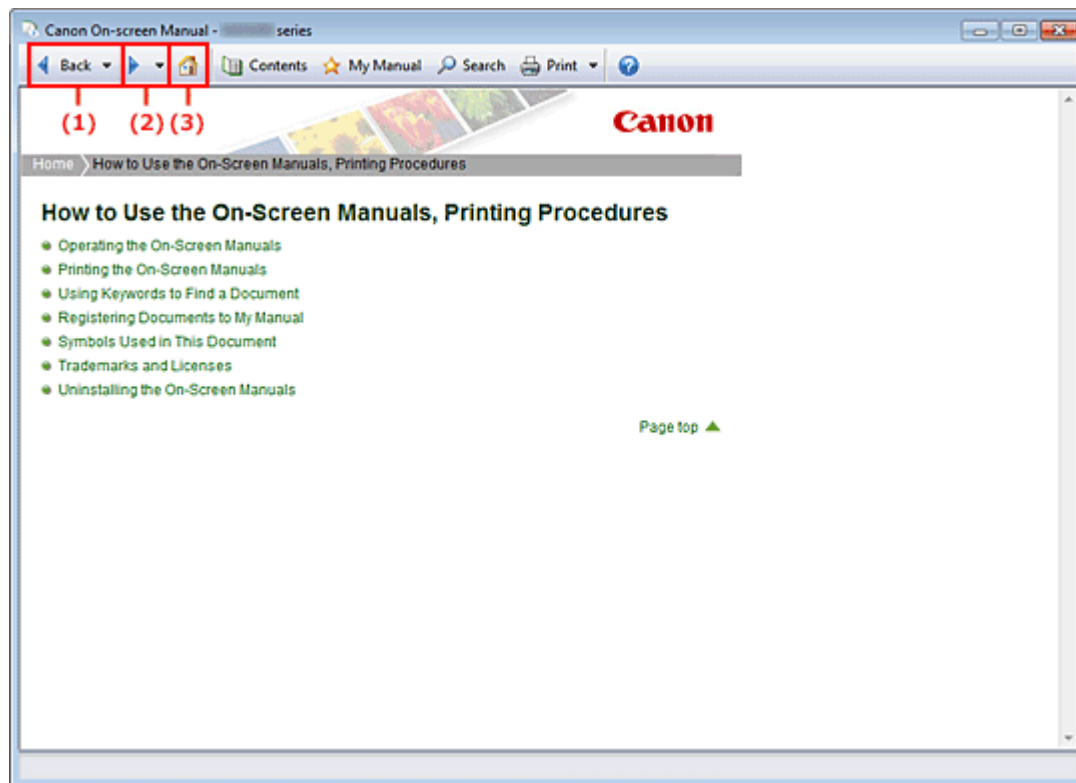 Canon On-screen Manual - series
Back Contents My Manual Search Print
(1) (2) (3)
Canon
Home How to Use the On-Screen Manuals, Printing Procedures
How to Use the On-Screen Manuals, Printing Procedures
Operating the On-Screen Manuals
Printing the On-Screen Manuals
Using Keywords to Find a Document
Registering Documents to My Manual
Symbols Used in This Document
Trademarks and Licenses
Uninstalling the On-Screen Manuals
Page top